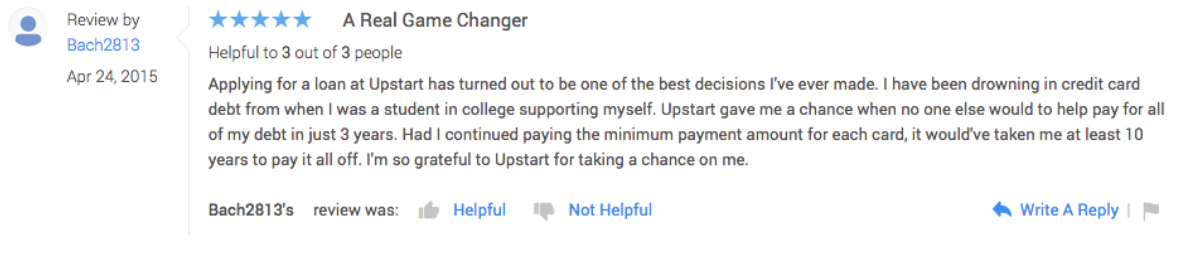 Review by
Bach2813
Apr 24, 2015
A Real Game Changer
Helpful to 3 out of 3 people
Applying for a loan at Upstart has turned out to be one of the best decisions I've ever made. I have been drowning in credit card
debt from when I was a student in college supporting myself. Upstart gave me a chance when no one else would to help pay for all
of my debt in just 3 years. Had I continued paying the minimum payment amount for each card, it would've taken me at least 10
years to pay it all off. I'm so grateful to Upstart for taking a chance on me.
Bach2813's review was: Helpful Not Helpful Write A Reply |